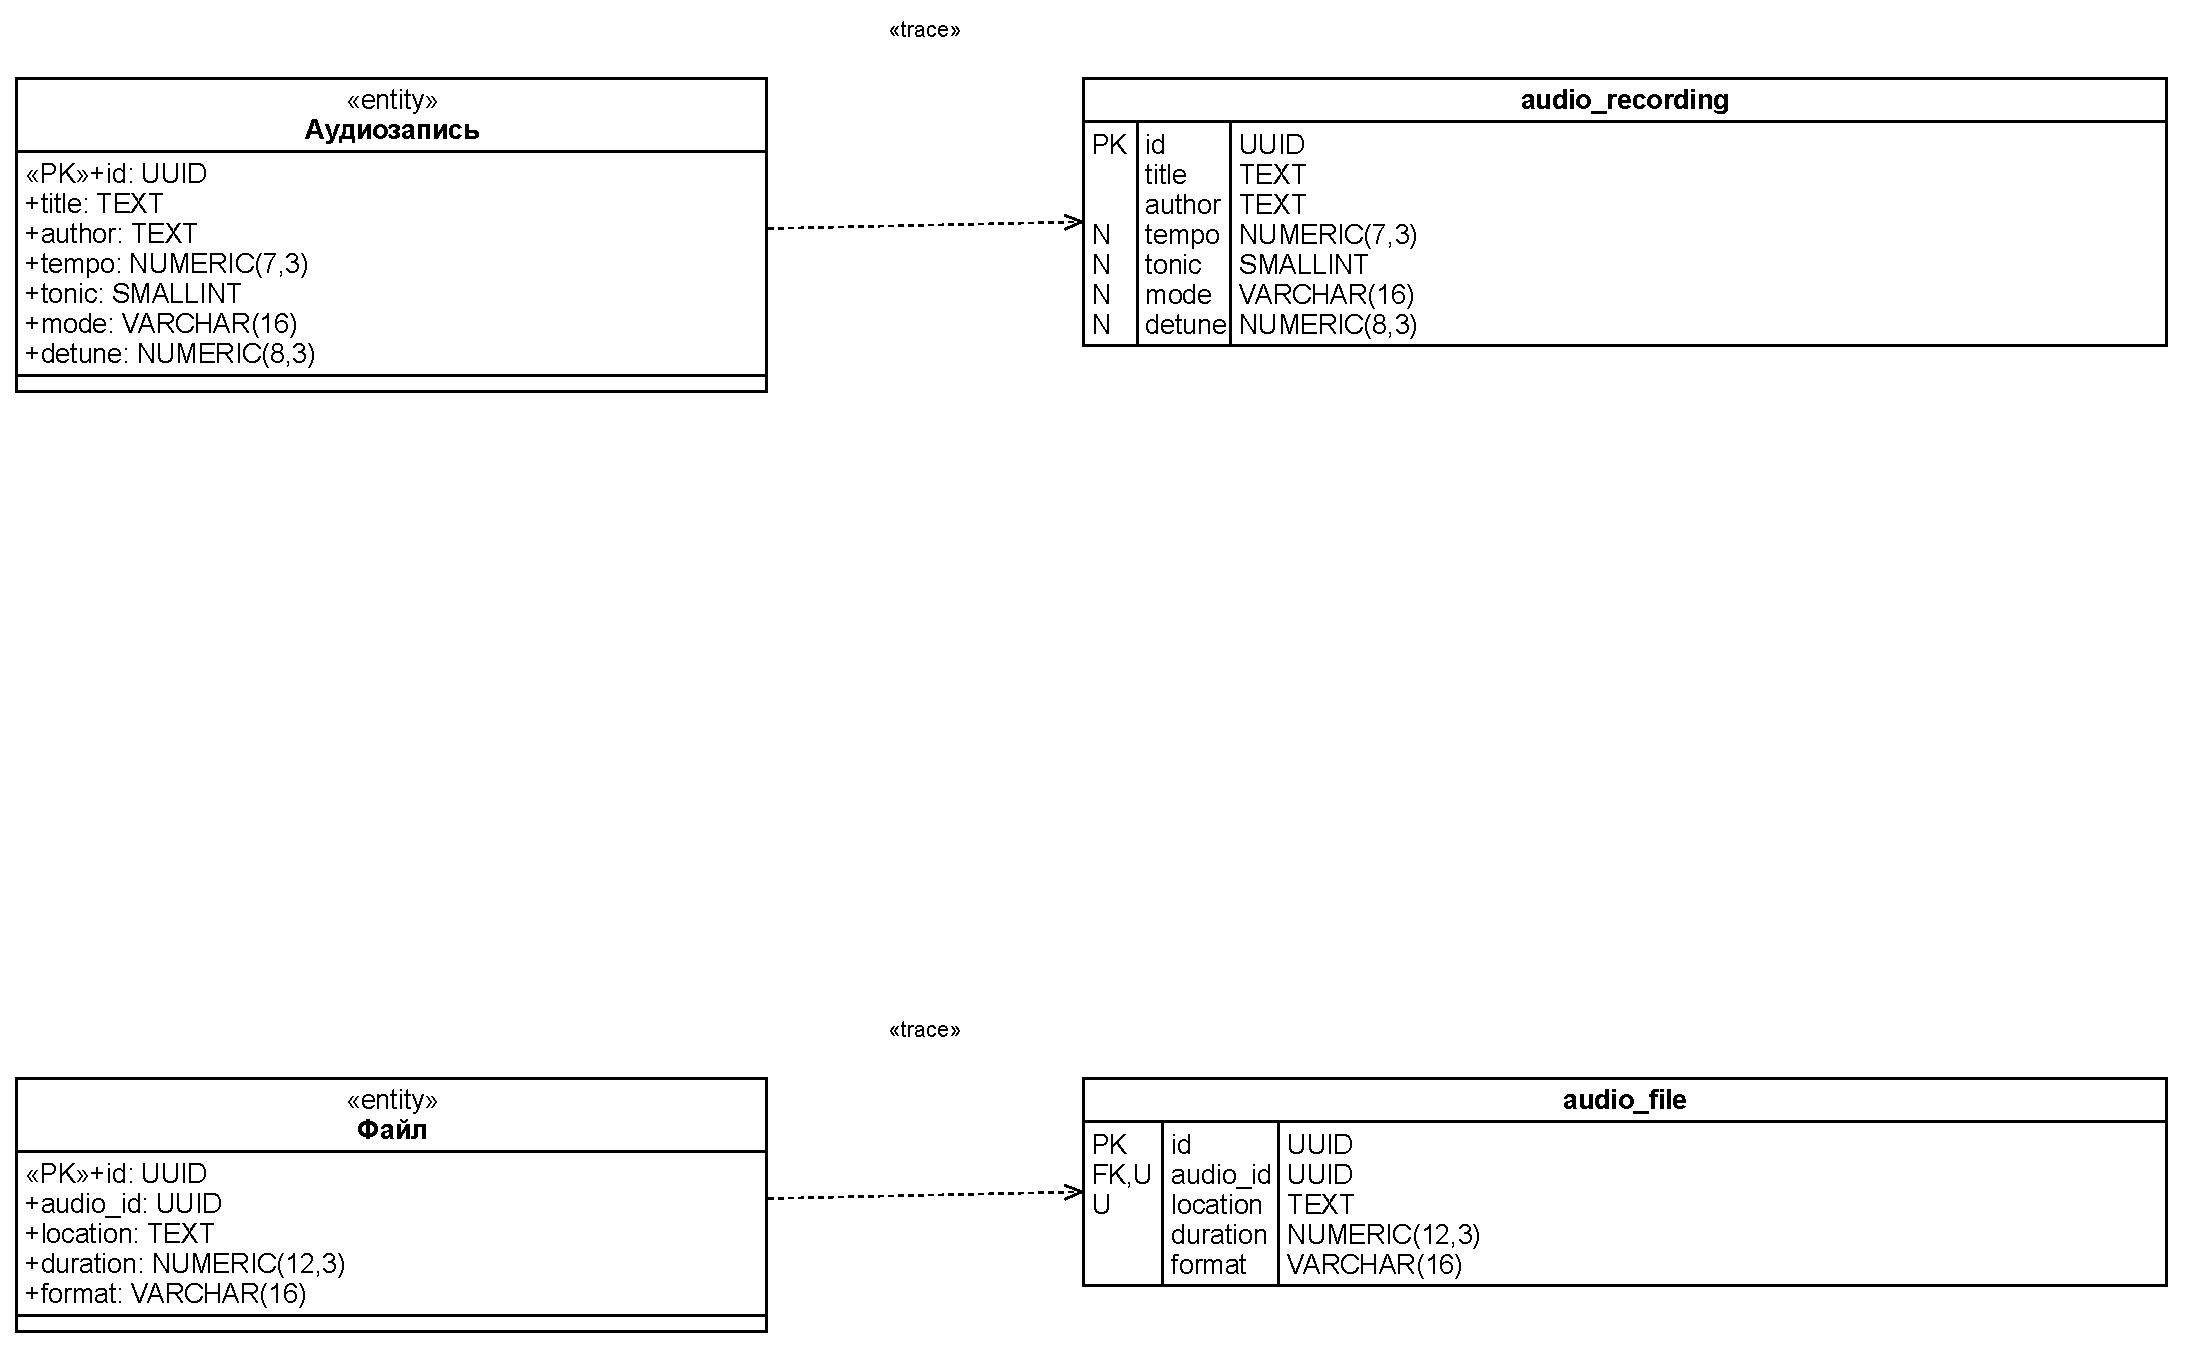 «trace»
«entity»
Аудиозапись
«PK»+id: UUID
+title: TEXT
+author: TEXT
+tempo: NUMERIC(7,3)
+tonic: SMALLINT
+mode: VARCHAR(16)
+detune: NUMERIC(8,3)
audio_recording
PK id UUID
title TEXT
author TEXT
N tempo NUMERIC(7,3)
N tonic SMALLINT
N mode VARCHAR(16)
N detune NUMERIC(8,3)
«trace»
«entity»
Файл
«PK»+id: UUID
+audio_id: UUID
+location: TEXT
+duration: NUMERIC(12,3)
+format: VARCHAR(16)
audio_file
PK id UUID
FK,U audio_id UUID
U location TEXT
duration NUMERIC(12,3)
format VARCHAR(16)